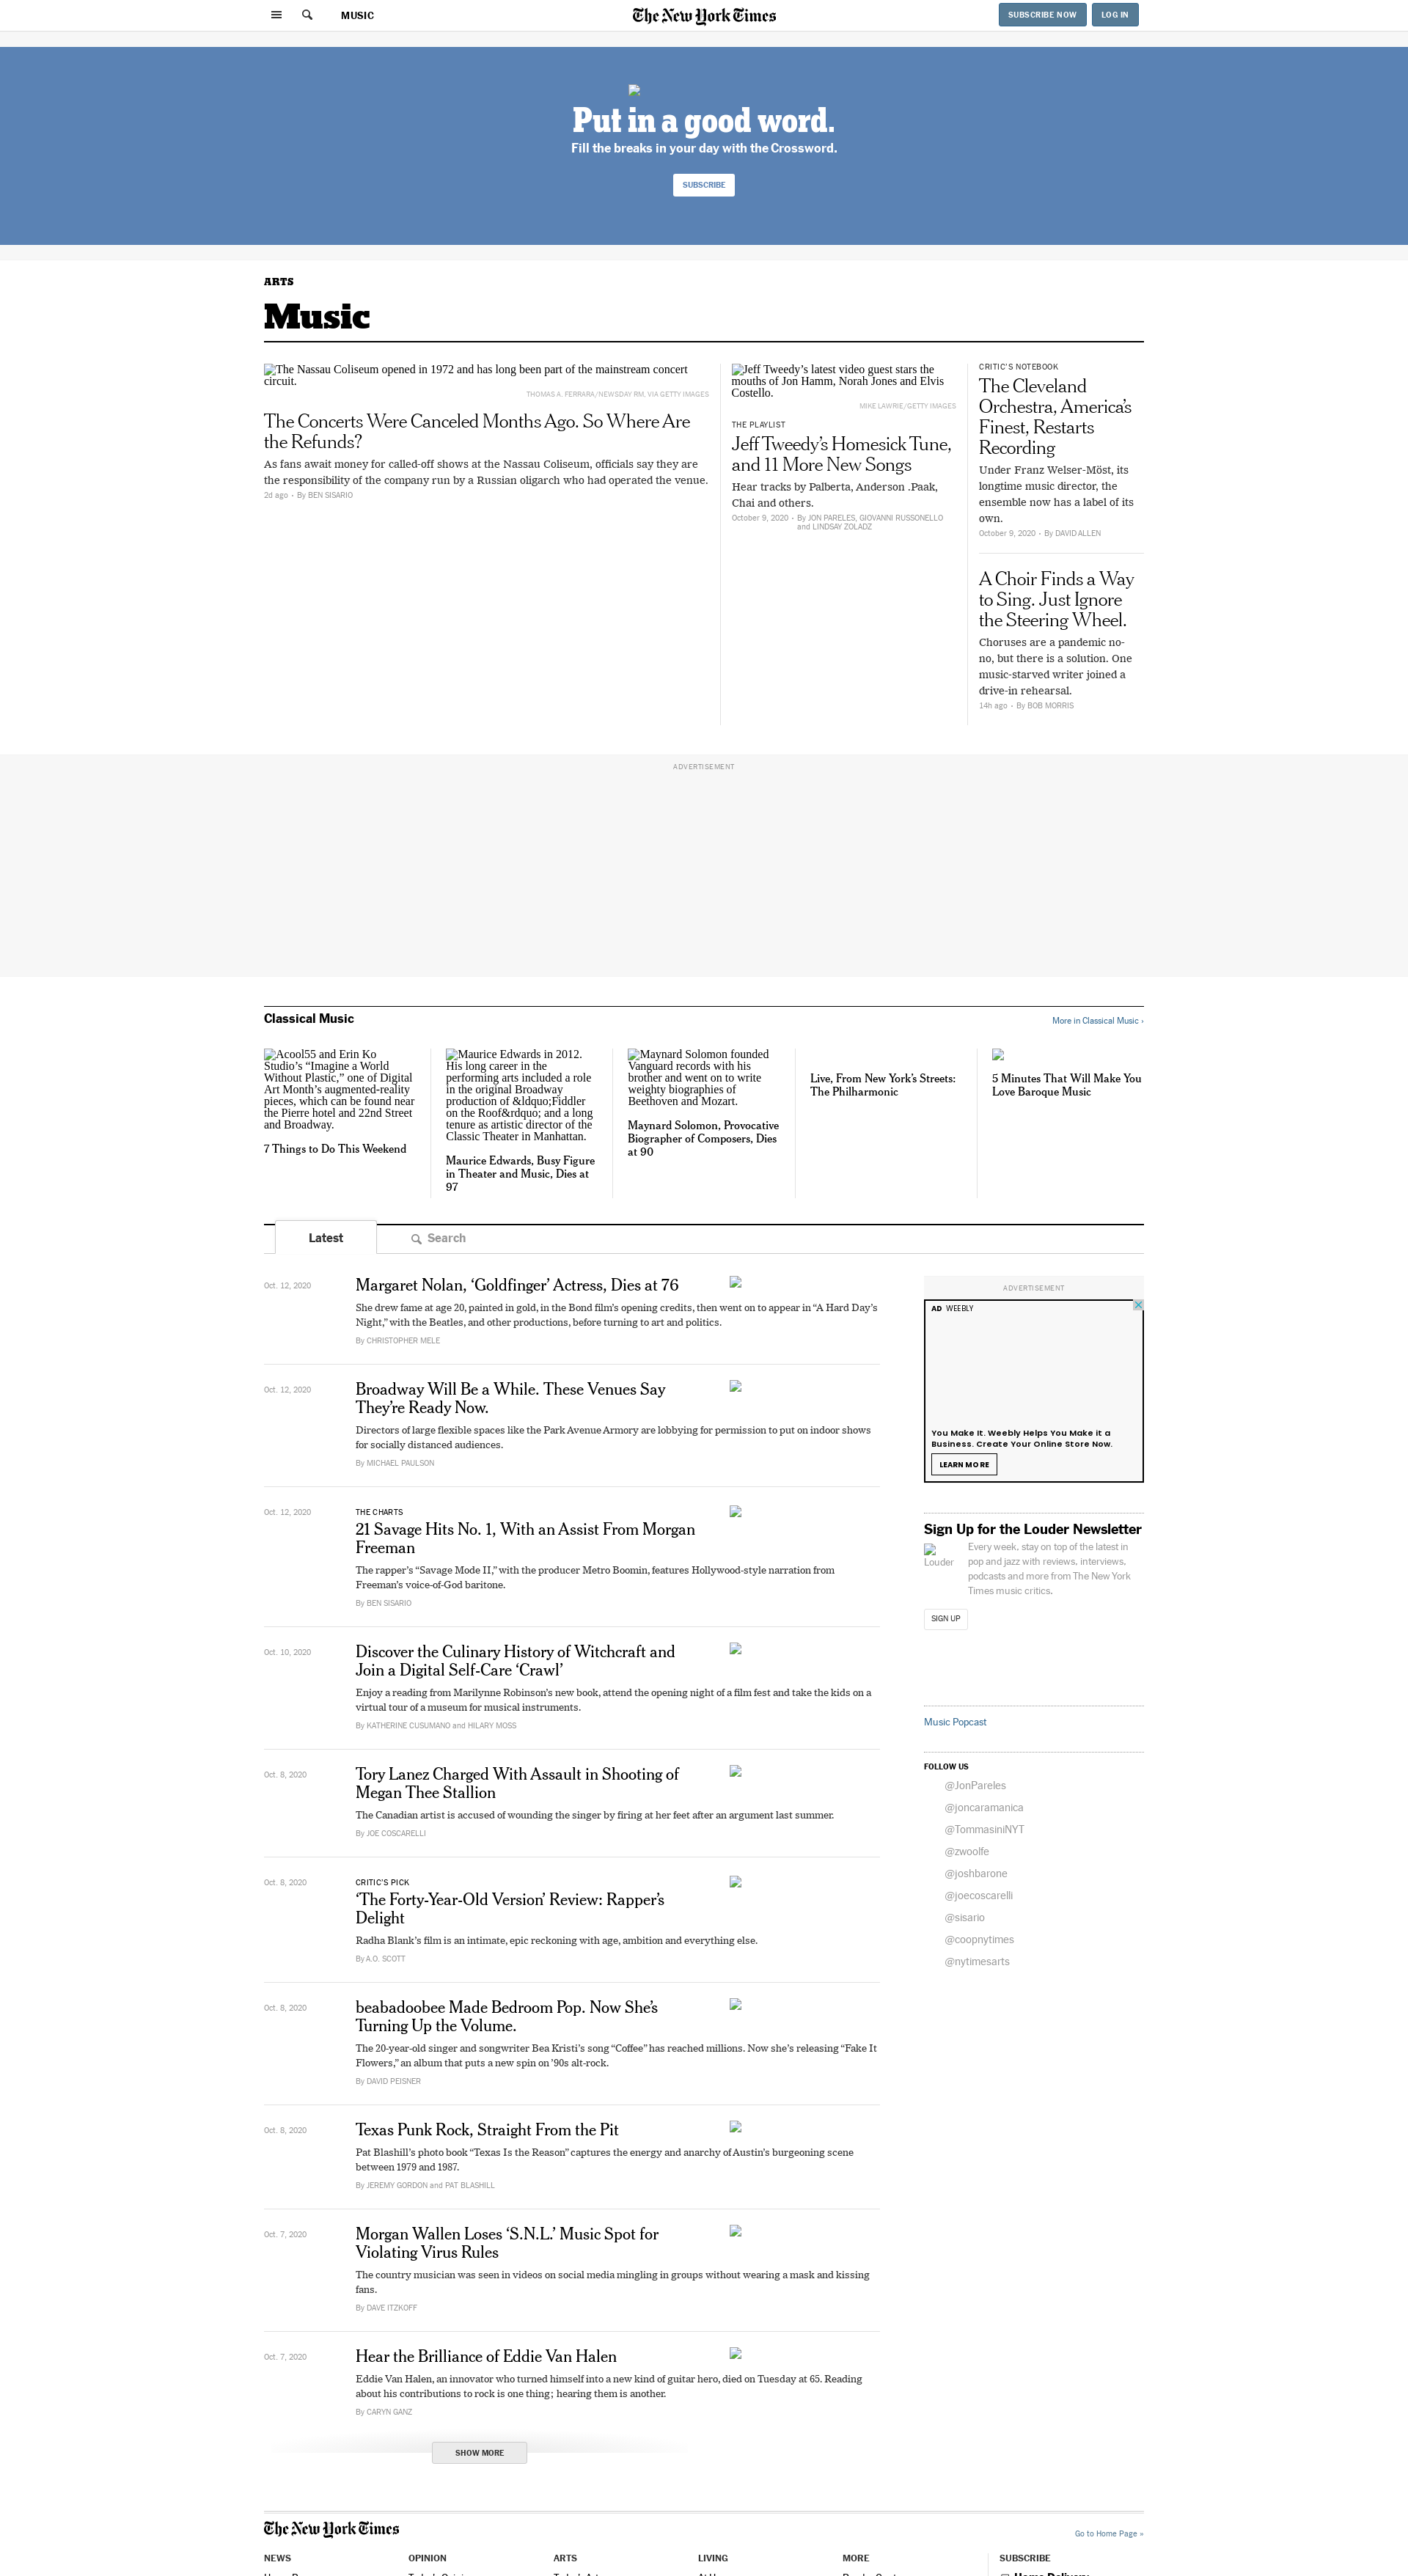 MUSIC
The New York Times
SUBSCRIBE NOW
LOG IN
Put in a good word.
Fill the breaks in your day with the Crossword.
SUBSCRIBE
ARTS
Music
The Nassau Coliseum opened in 1972 and has long been part of the mainstream concert
circuit.
THOMAS A. FERRARA/NEWSDAY RM, VIA GETTY IMAGES
The Concerts Were Canceled Months Ago. So Where Are
the Refunds?
As fans await money for called-off shows at the Nassau Coliseum, officials say they are
the responsibility of the company run by a Russian oligarch who had operated the venue.
2d ago • By BEN SISARIO
Jeff Tweedy’s latest video guest stars the
mouths of Jon Hamm, Norah Jones and Elvis
Costello.
MIKE LAWRIE/GETTY IMAGES
THE PLAYLIST
Jeff Tweedy’s Homesick Tune,
and 11 More New Songs
Hear tracks by Palberta, Anderson .Paak,
Chai and others.
October 9, 2020 • By JON PARELES, GIOVANNI RUSSONELLO
and LINDSAY ZOLADZ
CRITIC’S NOTEBOOK
The Cleveland
Orchestra, America’s
Finest, Restarts
Recording
Under Franz Welser-Möst, its
longtime music director, the
ensemble now has a label of its
own.
October 9, 2020 • By DAVID ALLEN
A Choir Finds a Way
to Sing. Just Ignore
the Steering Wheel.
Choruses are a pandemic no-
no, but there is a solution. One
music-starved writer joined a
drive-in rehearsal.
14h ago • By BOB MORRIS
ADVERTISEMENT
Classical Music
More in Classical Music ›
Acool55 and Erin Ko
Studio’s “Imagine a World
Without Plastic,” one of Digital
Art Month’s augmented-reality
pieces, which can be found near
the Pierre hotel and 22nd Street
and Broadway.
7 Things to Do This Weekend
Maurice Edwards in 2012.
His long career in the
performing arts included a role
in the original Broadway
production of &ldquo;Fiddler
on the Roof&rdquo; and a long
tenure as artistic director of the
Classic Theater in Manhattan.
Maurice Edwards, Busy Figure
in Theater and Music, Dies at
97
Maynard Solomon founded
Vanguard records with his
brother and went on to write
weighty biographies of
Beethoven and Mozart.
Maynard Solomon, Provocative
Biographer of Composers, Dies
at 90
Live, From New York’s Streets:
The Philharmonic
5 Minutes That Will Make You
Love Baroque Music
Latest
Search
Oct. 12, 2020
Margaret Nolan, ‘Goldfinger’ Actress, Dies at 76
She drew fame at age 20, painted in gold, in the Bond film’s opening credits, then went on to appear in “A Hard Day’s
Night,” with the Beatles, and other productions, before turning to art and politics.
By CHRISTOPHER MELE
Oct. 12, 2020
Broadway Will Be a While. These Venues Say
They’re Ready Now.
Directors of large flexible spaces like the Park Avenue Armory are lobbying for permission to put on indoor shows
for socially distanced audiences.
By MICHAEL PAULSON
Oct. 12, 2020
THE CHARTS
21 Savage Hits No. 1, With an Assist From Morgan
Freeman
The rapper’s “Savage Mode II,” with the producer Metro Boomin, features Hollywood-style narration from
Freeman’s voice-of-God baritone.
By BEN SISARIO
Oct. 10, 2020
Discover the Culinary History of Witchcraft and
Join a Digital Self-Care ‘Crawl’
Enjoy a reading from Marilynne Robinson’s new book, attend the opening night of a film fest and take the kids on a
virtual tour of a museum for musical instruments.
By KATHERINE CUSUMANO and HILARY MOSS
Oct. 8, 2020
Tory Lanez Charged With Assault in Shooting of
Megan Thee Stallion
The Canadian artist is accused of wounding the singer by firing at her feet after an argument last summer.
By JOE COSCARELLI
Oct. 8, 2020
CRITIC’S PICK
‘The Forty-Year-Old Version’ Review: Rapper’s
Delight
Radha Blank’s film is an intimate, epic reckoning with age, ambition and everything else.
By A.O. SCOTT
Oct. 8, 2020
beabadoobee Made Bedroom Pop. Now She’s
Turning Up the Volume.
The 20-year-old singer and songwriter Bea Kristi’s song “Coffee” has reached millions. Now she’s releasing “Fake It
Flowers,” an album that puts a new spin on ’90s alt-rock.
By DAVID PEISNER
Oct. 8, 2020
Texas Punk Rock, Straight From the Pit
Pat Blashill’s photo book “Texas Is the Reason” captures the energy and anarchy of Austin’s burgeoning scene
between 1979 and 1987.
By JEREMY GORDON and PAT BLASHILL
Oct. 7, 2020
Morgan Wallen Loses ‘S.N.L.’ Music Spot for
Violating Virus Rules
The country musician was seen in videos on social media mingling in groups without wearing a mask and kissing
fans.
By DAVE ITZKOFF
Oct. 7, 2020
Hear the Brilliance of Eddie Van Halen
Eddie Van Halen, an innovator who turned himself into a new kind of guitar hero, died on Tuesday at 65. Reading
about his contributions to rock is one thing; hearing them is another.
By CARYN GANZ
SHOW MORE
ADVERTISEMENT
AD WEEBLY
You Make It. Weebly Helps You Make it a
Business. Create Your Online Store Now.
LEARN MORE
Sign Up for the Louder Newsletter
Louder
Every week, stay on top of the latest in
pop and jazz with reviews, interviews,
podcasts and more from The New York
Times music critics.
SIGN UP
Music Popcast
FOLLOW US
@JonPareles
@joncaramanica
@TommasiniNYT
@zwoolfe
@joshbarone
@joecoscarelli
@sisario
@coopnytimes
@nytimesarts
The New York Times
Go to Home Page »
NEWS
OPINION
ARTS
LIVING
MORE
SUBSCRIBE